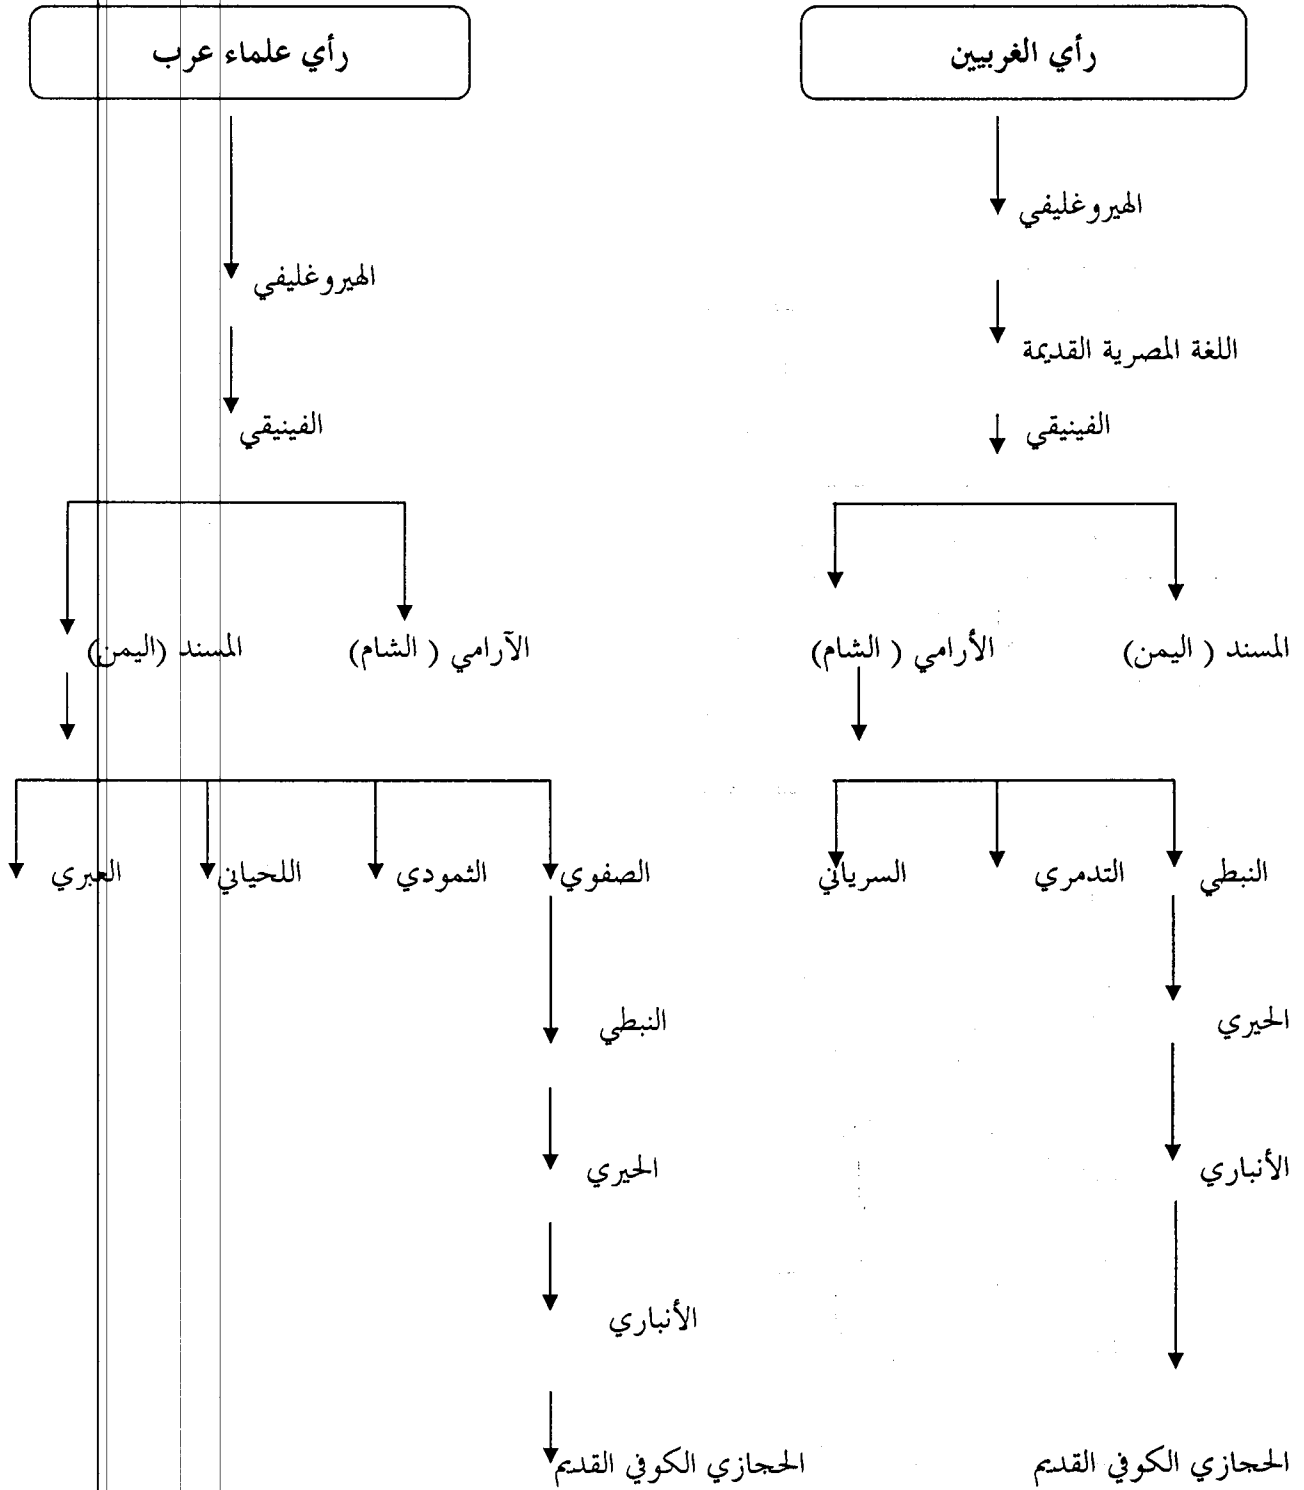 رأي الغربيين
الهيروغليفي
اللغة المصرية القديمة
الفينيقي
المسند ( اليمن)
الأرامي ( الشام)
النبطي
التدمري
السرياني
الحيري
الأنباري
الحجازي الكوفي القديم
رأي علماء عرب
الهيروغليفي
الفينيقي
الآرامي ( الشام)
المسند (اليمن)
الصفوي
الثمودي
اللحياني
العبري
النبطي
الحيري
الأنباري
الحجازي الكوفي القديم